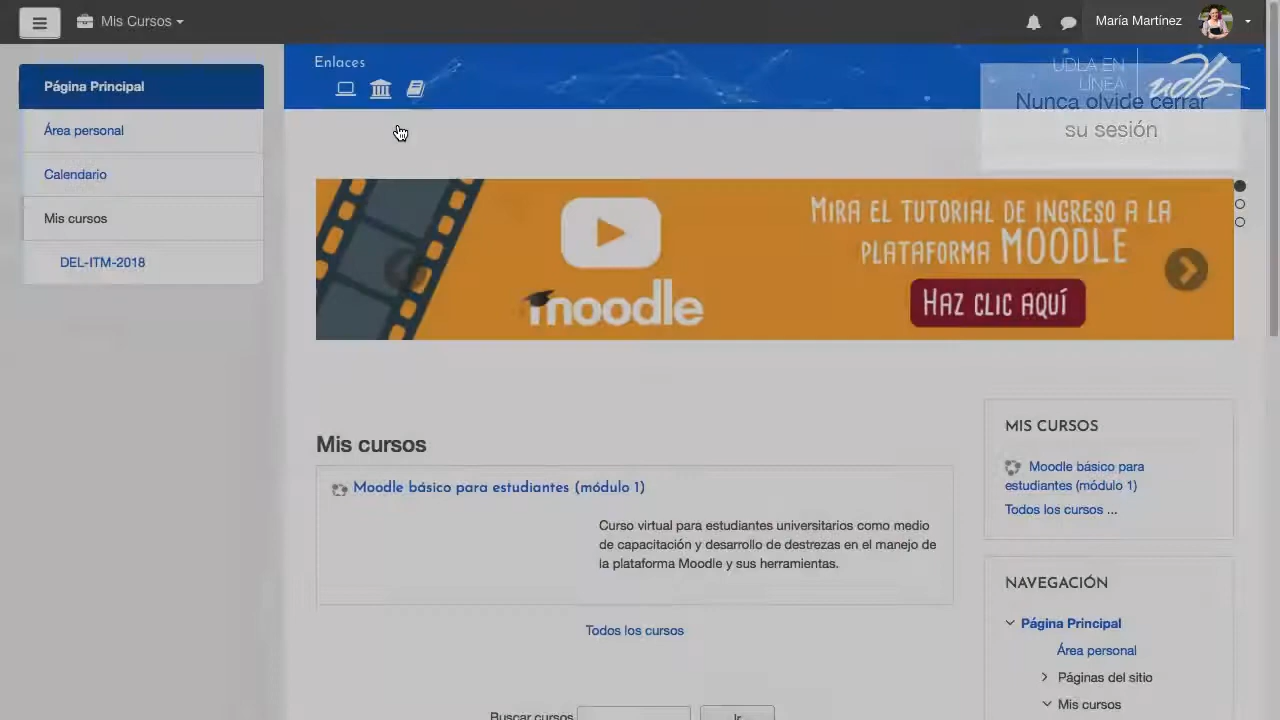 Mis Cursos
María Martínez
Página Principal
Área personal
Calendario
Mis cursos
DEL-ITM-2018
Enlaces
UDLA EN
LÍNEA
udla
Nunca olvide cerrar
su sesión
MIRA EL TUTORIAL DE INGRESO A LA
PLATAFORMA MOODLE
HAZ CLIC AQUÍ
moodle
Mis cursos
Moodle básico para estudiantes (módulo 1)
Curso virtual para estudiantes universitarios como medio
de capacitación y desarrollo de destrezas en el manejo de
la plataforma Moodle y sus herramientas.
Todos los cursos
Buscar cursos
Ir
MIS CURSOS
Moodle básico para
estudiantes (módulo 1)
Todos los cursos ...
NAVEGACIÓN
Página Principal
Área personal
Páginas del sitio
Mis cursos